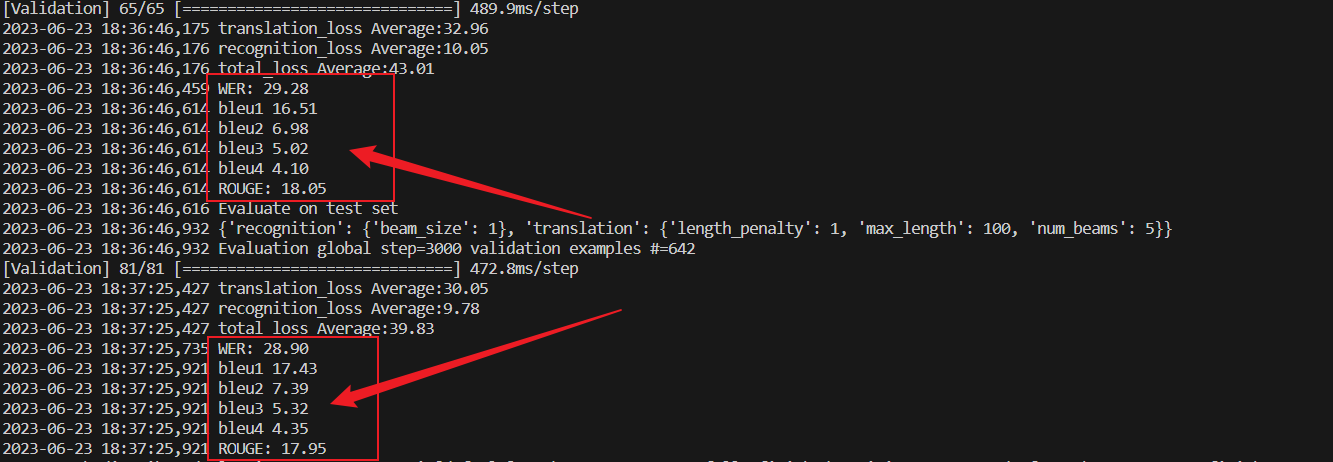 [Validation] 65/65 [==============================] 489.9ms/step
2023-06-23 18:36:46,175 translation_loss Average:32.96
2023-06-23 18:36:46,176 recognition_loss Average:10.05
2023-06-23 18:36:46,176 total_loss Average:43.01
2023-06-23 18:36:46,459 WER: 29.28
2023-06-23 18:36:46,614 bleu1 16.51
2023-06-23 18:36:46,614 bleu2 6.98
2023-06-23 18:36:46,614 bleu3 5.02
2023-06-23 18:36:46,614 bleu4 4.10
2023-06-23 18:36:46,614 ROUGE: 18.05
2023-06-23 18:36:46,616 Evaluate on test set
2023-06-23 18:36:46,932 {'recognition': {'beam_size': 1}, 'translation': {'length_penalty': 1, 'max_length': 100, 'num_beams': 5}}
2023-06-23 18:36:46,932 Evaluation global step=3000 validation examples #=642
[Validation] 81/81 [==============================] 472.8ms/step
2023-06-23 18:37:25,427 translation_loss Average:30.05
2023-06-23 18:37:25,427 recognition_loss Average:9.78
2023-06-23 18:37:25,427 total_loss Average:39.83
2023-06-23 18:37:25,735 WER: 28.90
2023-06-23 18:37:25,921 bleu1 17.43
2023-06-23 18:37:25,921 bleu2 7.39
2023-06-23 18:37:25,921 bleu3 5.32
2023-06-23 18:37:25,921 bleu4 4.35
2023-06-23 18:37:25,921 ROUGE: 17.95